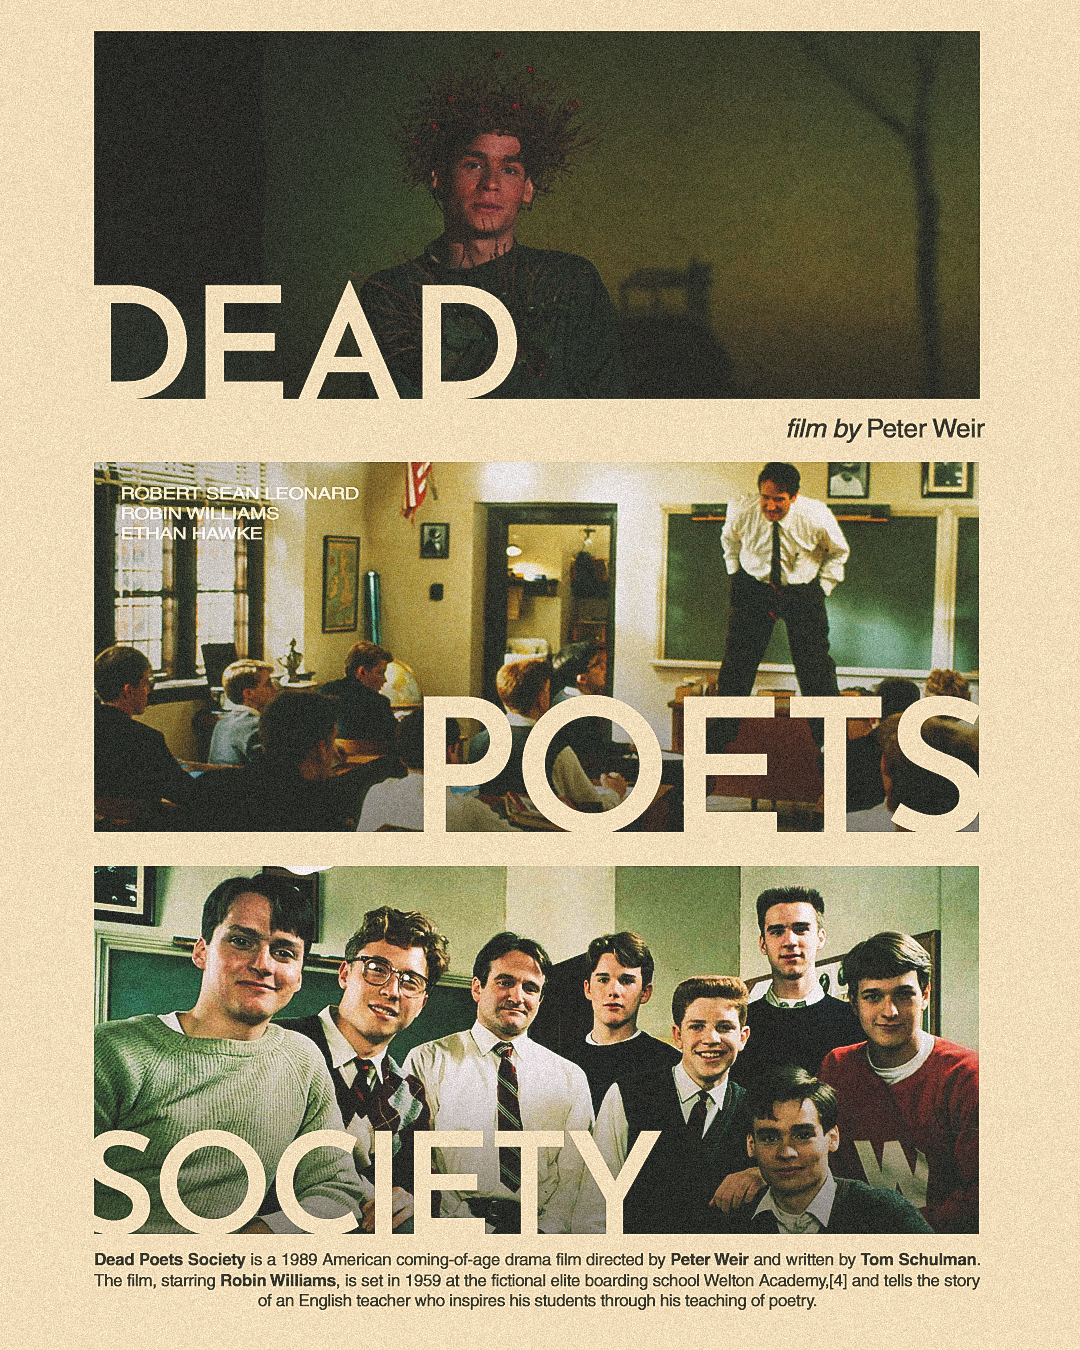 DEAD
film by Peter Weir
ROBERT SEAN LEONARD
ROBIN WILLIAMS
ETHAN HAWKE
POETS
SOCIETY
W
Dead Poets Society is a 1989 American coming-of-age drama film directed by Peter Weir and written by Tom Schulman.
The film, starring Robin Williams, is set in 1959 at the fictional elite boarding school Welton Academy,[4] and tells the story
of an English teacher who inspires his students through his teaching of poetry.